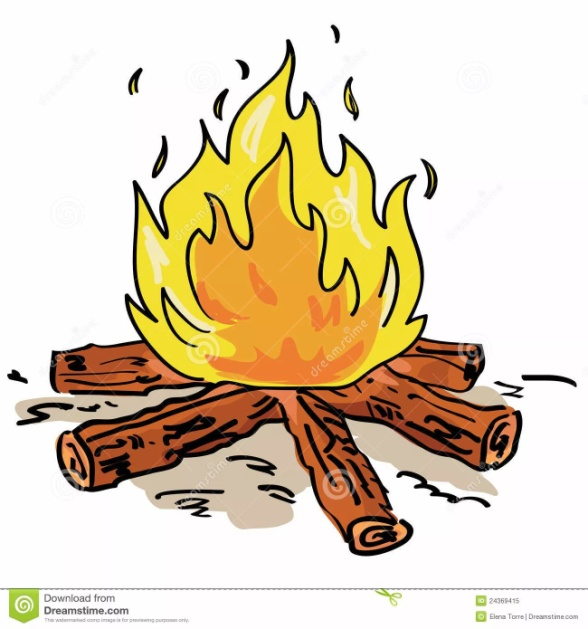 Download from
Dreamstime.com
This watermarked comp image is for previewing purposes only.
24369415
Elena Torre | Dreamstime.com